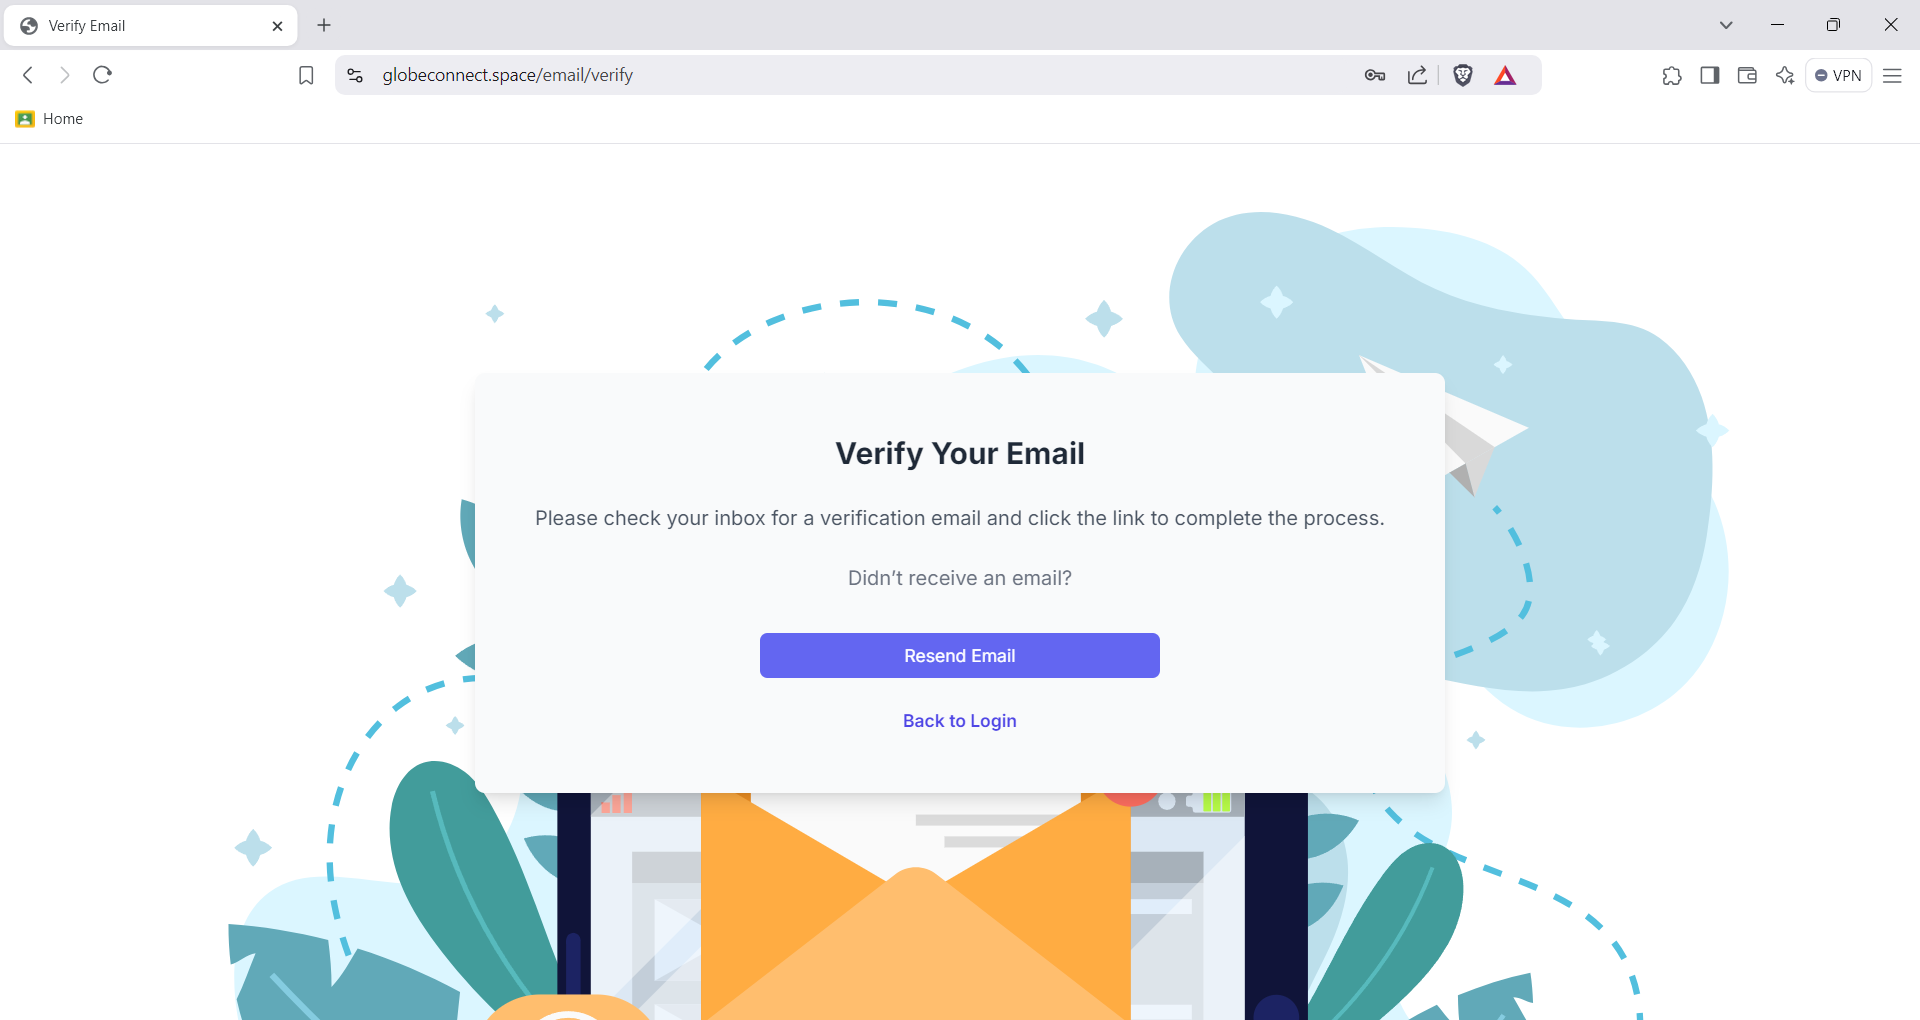 Verify Email
globeconnect.space/email/verify
VPN
Home
Verify Your Email
Please check your inbox for a verification email and click the link to complete the process.
Didn’t receive an email?
Resend Email
Back to Login